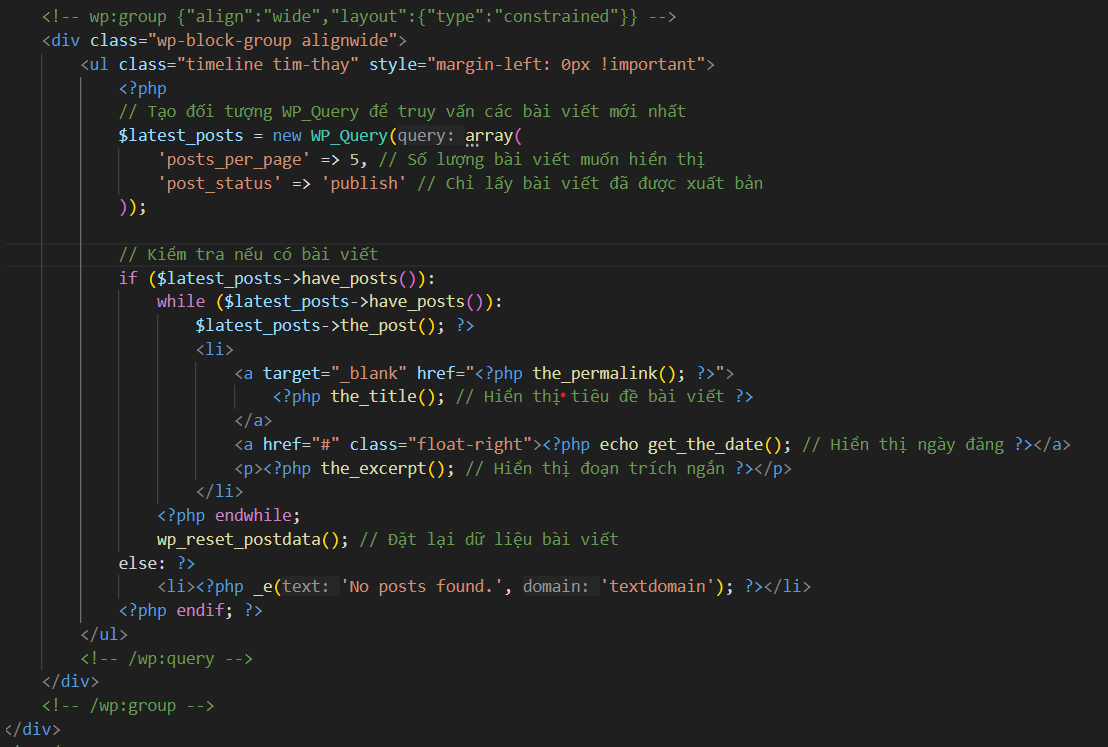 <!-- wp:group {"align":"wide","layout":{"type":"constrained"}} -->
<div class="wp-block-group alignwide">
<ul class="timeline tim-thay" style="margin-left: 0px !important">
<?php
// Tạo đối tượng WP_Query để truy vấn các bài viết mới nhất
$latest_posts = new WP_Query(query: array(
'posts_per_page' => 5, // Số lượng bài viết muốn hiển thị
'post_status' => 'publish' // Chỉ lấy bài viết đã được xuất bản
));
// Kiểm tra nếu có bài viết
if ($latest_posts->have_posts()):
while ($latest_posts->have_posts()):
$latest_posts->the_post(); ?>
<li>
<a target="_blank" href="<?php the_permalink(); ?>">
<?php the_title(); // Hiển thị tiêu đề bài viết ?>
</a>
<a href="#" class="float-right"><?php echo get_the_date(); // Hiển thị ngày đăng ?></a>
<p><?php the_excerpt(); // Hiển thị đoạn trích ngắn ?></p>
</li>
<?php endwhile;
wp_reset_postdata(); // Đặt lại dữ liệu bài viết
else: ?>
<li><?php _e(text: 'No posts found.', domain: 'textdomain'); ?></li>
<?php endif; ?>
</ul>
<!-- /wp:query -->
</div>
<!-- /wp:group -->
</div>